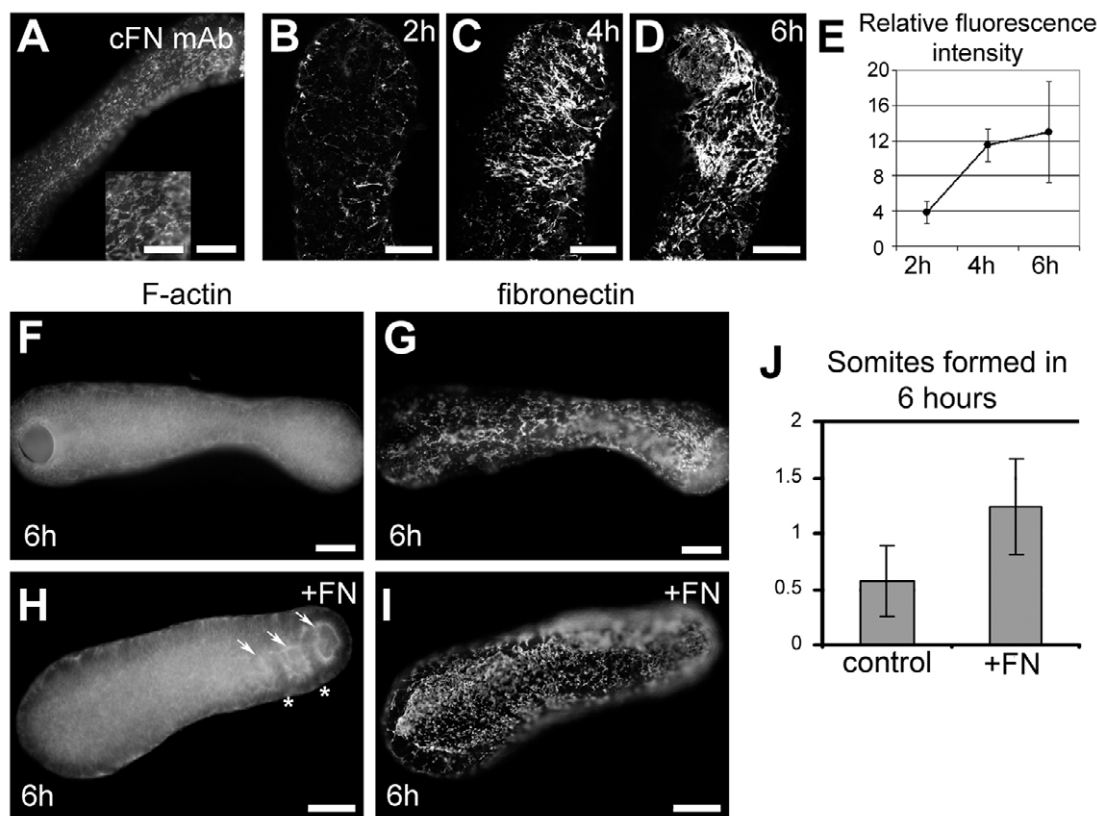 A
cFN mAb
B
2h
C
4h
D
6h
E
Relative fluorescence
intensity
20
16
12
8
4
0
2h
4h
6h
F-actin
fibronectin
F
6h
G
6h
H
+FN
*
*
6h
I
+FN
6h
J
Somites formed in
6 hours
2
1.5
1
0.5
0
control
+FN